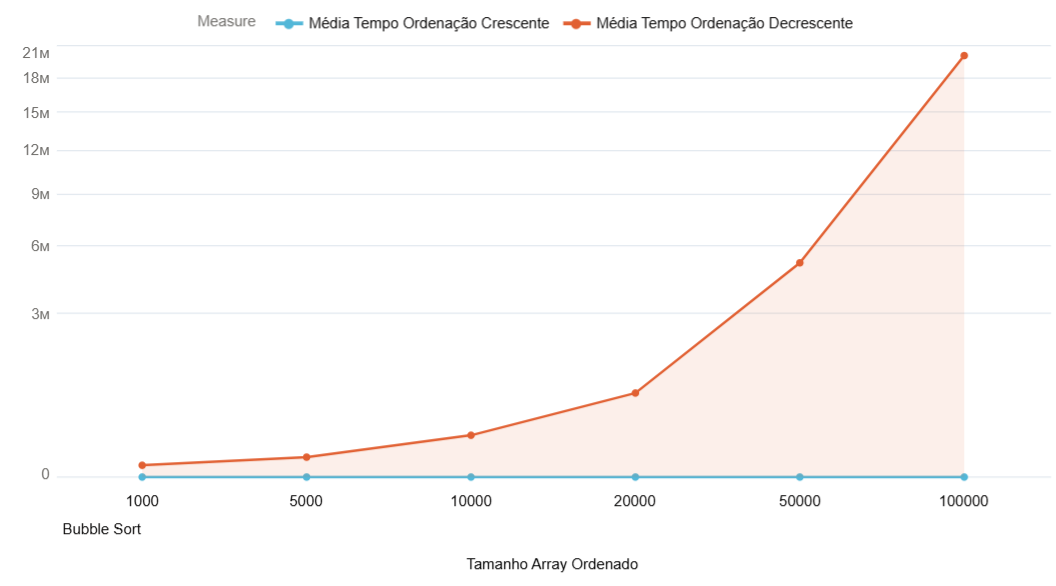 Measure Média Tempo Ordenação Crescente Média Tempo Ordenação Decrescente
21M
18M
15M
12M
9M
6M
3M
0
1000 5000 10000 20000 50000 100000
Bubble Sort
Tamanho Array Ordenado